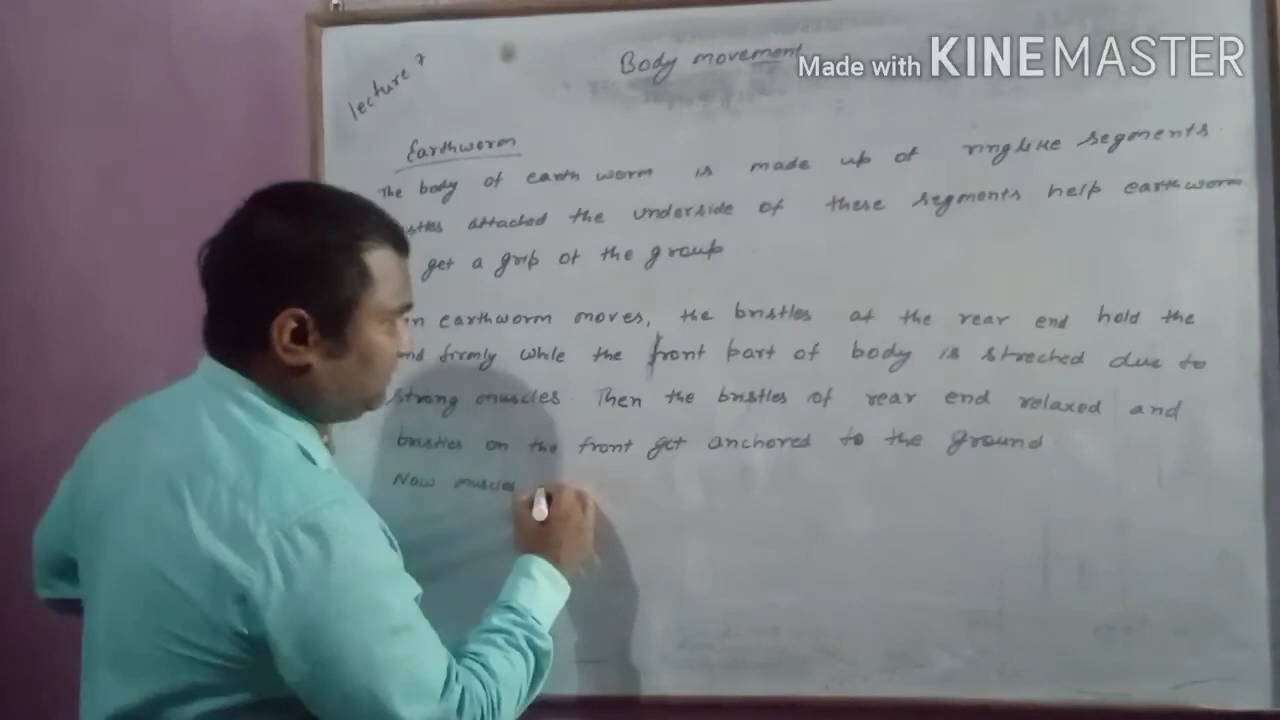 Body movement
Made with KINEMASTER
lecture 7
Earthworm
The body of earth worm is made up of ringlike segments.
attached the underside of these segments help earthworm
get a grip of the group
earthworm moves, the bristles at the rear end hold the
firmly while the front part of body is streched due to
strong muscles. Then the bristles of rear end relaxed and
bristles on the front get anchored to the ground
Now muscles